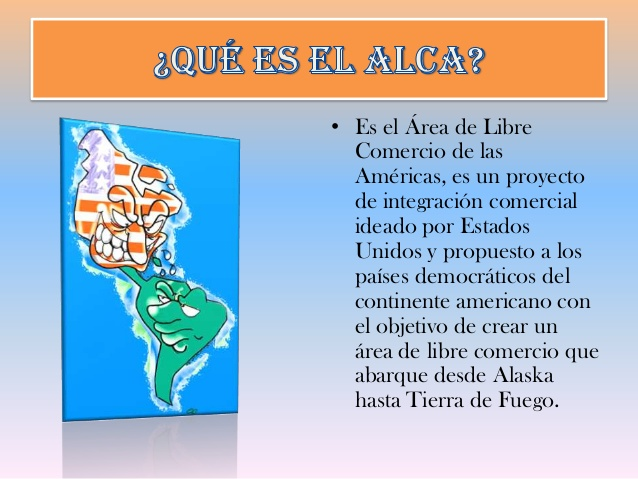 ¿QUÉ ES EL ALCA?
• Es el Área de Libre
Comercio de las
Américas, es un proyecto
de integración comercial
ideado por Estados
Unidos y propuesto a los
países democráticos del
continente americano con
el objetivo de crear un
área de libre comercio que
abarque desde Alaska
hasta Tierra de Fuego.